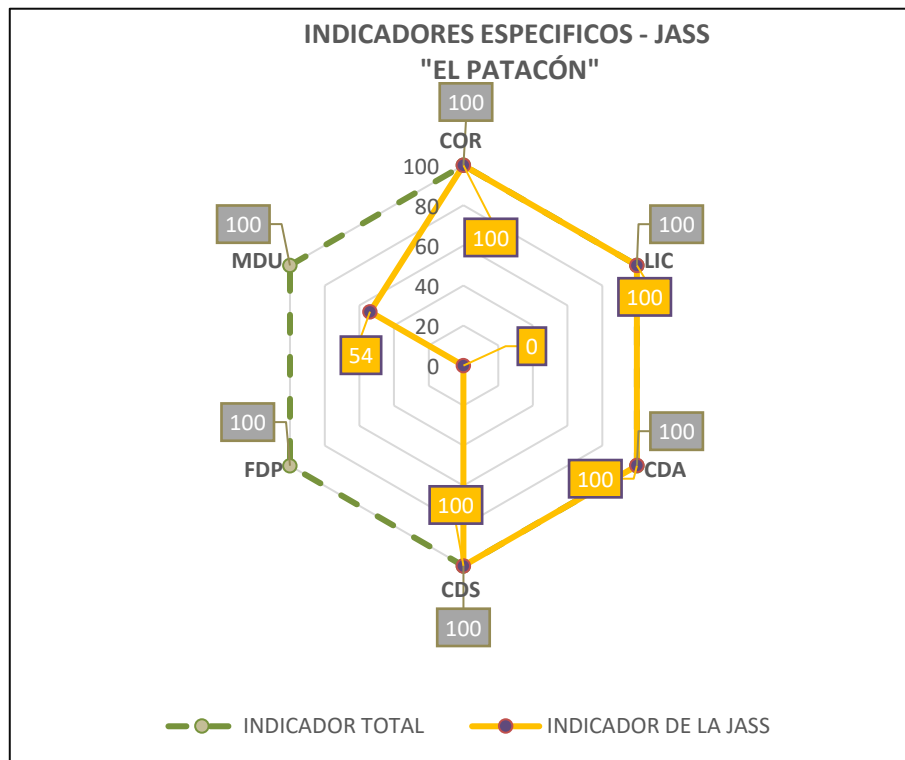 INDICADORES ESPECIFICOS - JASS
"EL PATACÓN"
100
COR
100
80
60
40
20
0
100
100
MDU
100
LIC
100
54
0
100
FDP
100
CDA
100
100
CDS
100
INDICADOR TOTAL
INDICADOR DE LA JASS